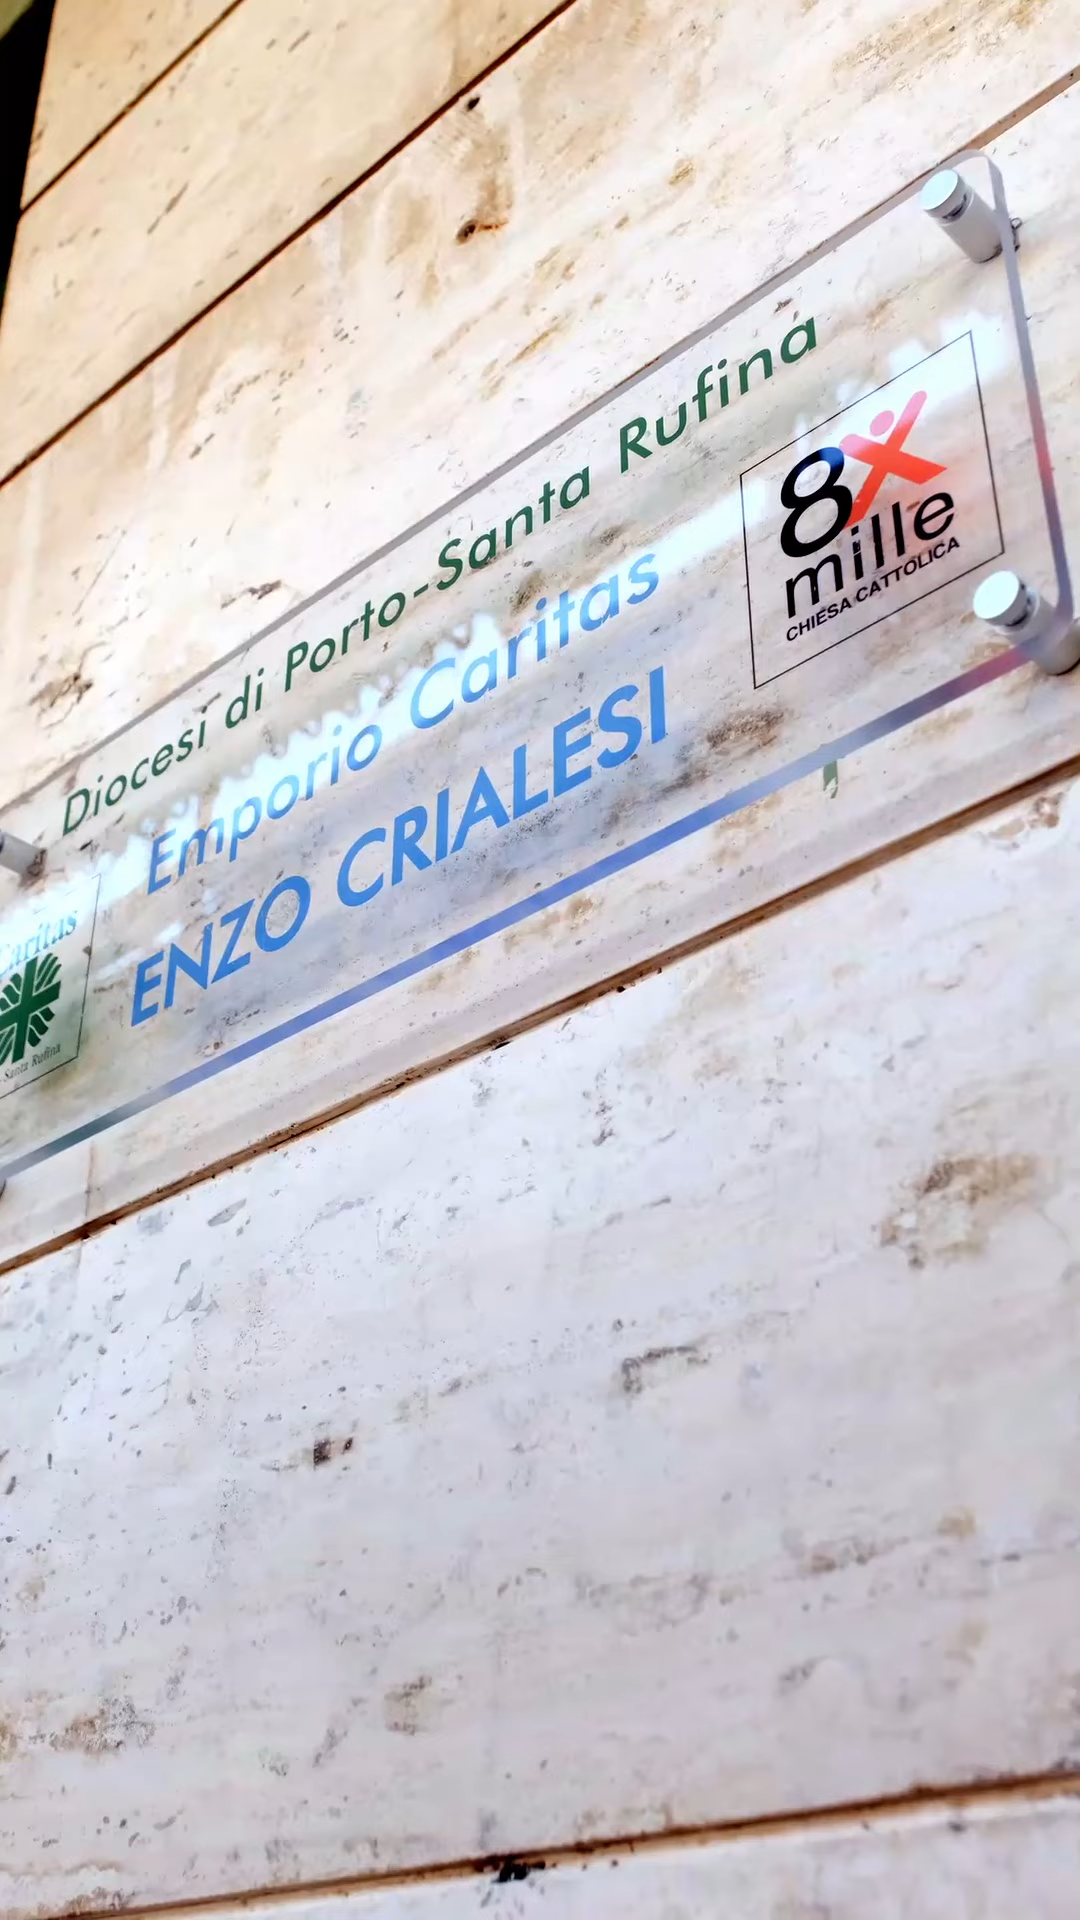 Diocesi di Porto-Santa Rufina
Emporio Caritas
ENZO CRIALESI
8x
mille
CHIESA CATTOLICA
Caritas
Santa Rufina